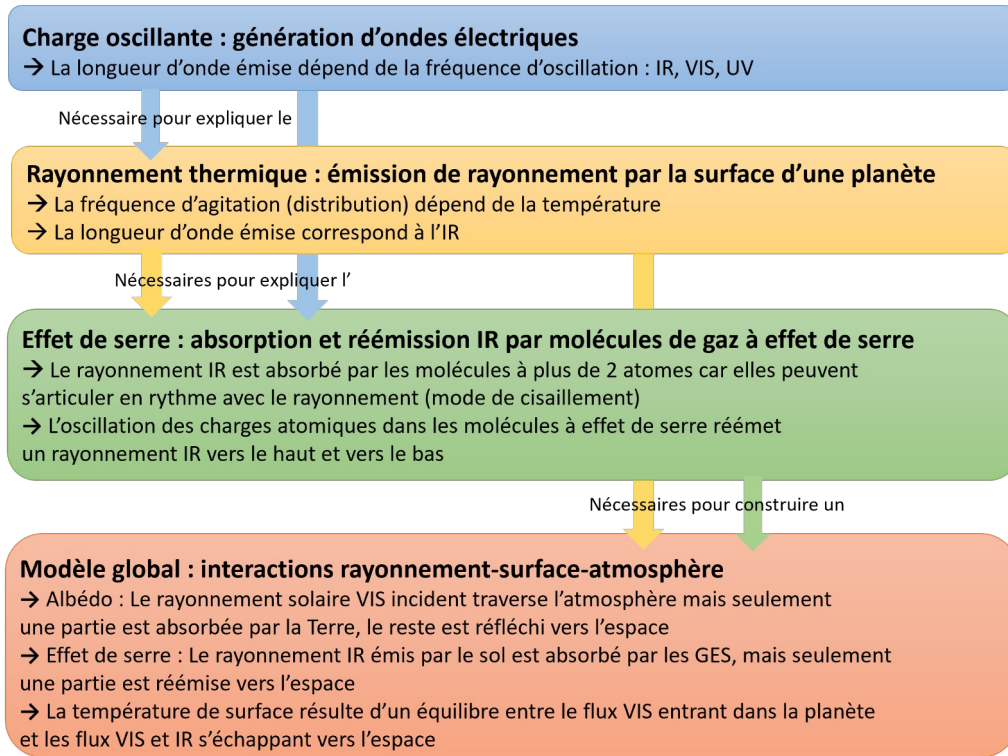 Charge oscillante : génération d’ondes électriques
→ La longueur d’onde émise dépend de la fréquence d’oscillation : IR, VIS, UV
Nécessaire pour expliquer le
Rayonnement thermique : émission de rayonnement par la surface d’une planète
→ La fréquence d’agitation (distribution) dépend de la température
→ La longueur d’onde émise correspond à l’IR
Nécessaires pour expliquer l’
Effet de serre : absorption et réémission IR par molécules de gaz à effet de serre
→ Le rayonnement IR est absorbé par les molécules à plus de 2 atomes car elles peuvent
s’articuler en rythme avec le rayonnement (mode de cisaillement)
→ L’oscillation des charges atomiques dans les molécules à effet de serre réémet
un rayonnement IR vers le haut et vers le bas
Nécessaires pour construire un
Modèle global : interactions rayonnement-surface-atmosphère
→ Albédo : Le rayonnement solaire VIS incident traverse l’atmosphère mais seulement
une partie est absorbée par la Terre, le reste est réfléchi vers l’espace
→ Effet de serre : Le rayonnement IR émis par le sol est absorbé par les GES, mais seulement
une partie est réémise vers l’espace
→ La température de surface résulte d’un équilibre entre le flux VIS entrant dans la planète
et les flux VIS et IR s’échappant vers l’espace